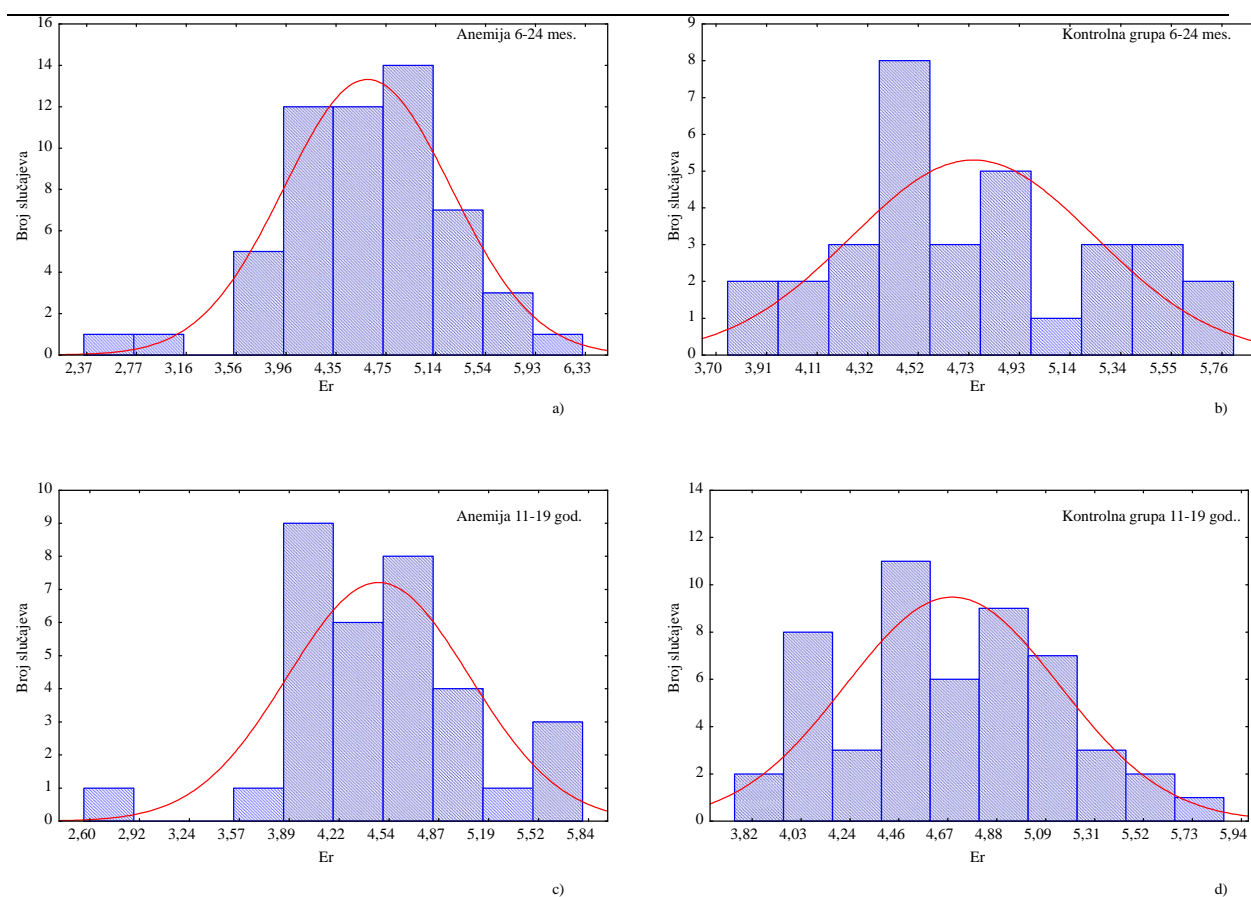 Anemija 6-24 mes.
16
14
12
10
8
6
4
2
0
Broj slučajeva
2,37 2,77 3,16 3,56 3,96 4,35 4,75 5,14 5,54 5,93 6,33
Er
a)
Kontrolna grupa 6-24 mes.
9
8
7
6
5
4
3
2
1
0
Broj slučajeva
3,70 3,91 4,11 4,32 4,52 4,73 4,93 5,14 5,34 5,55 5,76
Er
b)
Anemija 11-19 god.
10
9
8
7
6
5
4
3
2
1
0
Broj slučajeva
2,60 2,92 3,24 3,57 3,89 4,22 4,54 4,87 5,19 5,52 5,84
Er
c)
Kontrolna grupa 11-19 god..
14
12
10
8
6
4
2
0
Broj slučajeva
3,82 4,03 4,24 4,46 4,67 4,88 5,09 5,31 5,52 5,73 5,94
Er
d)